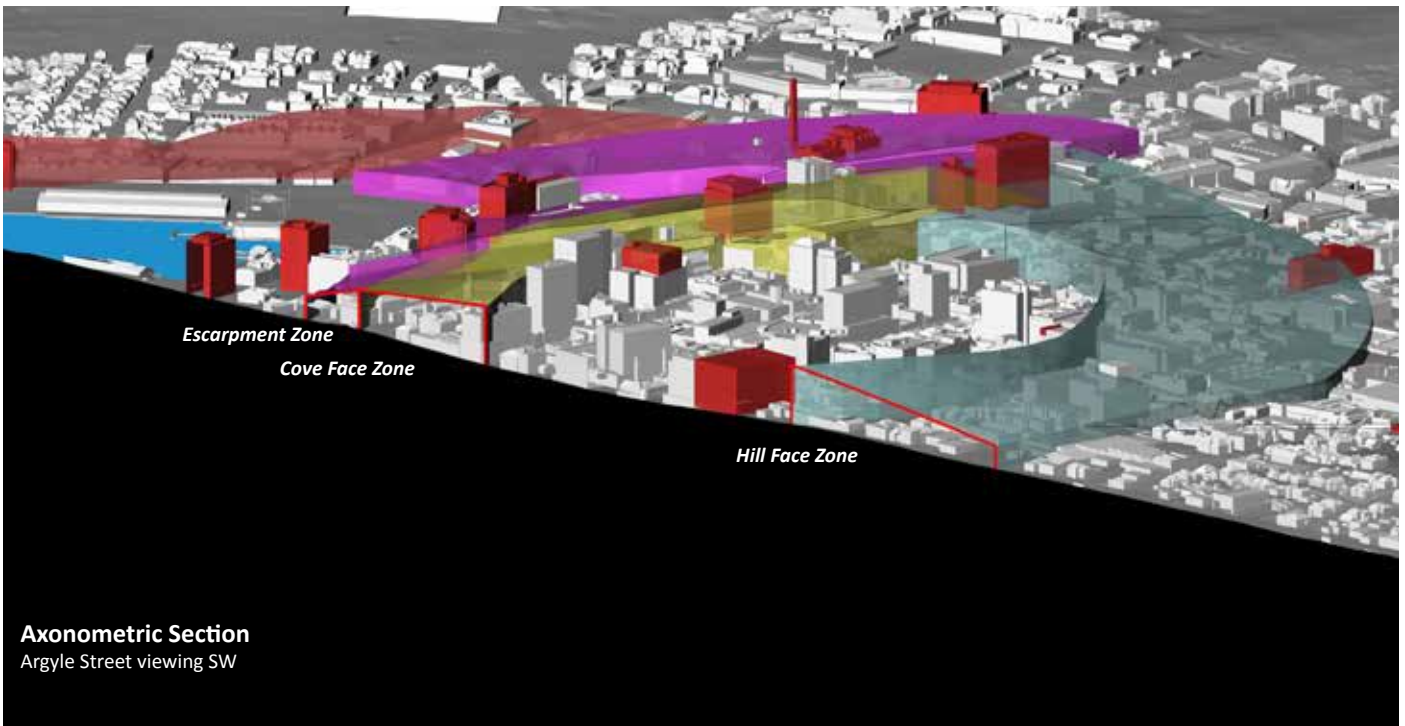 Escarpment Zone
Cove Face Zone
Hill Face Zone
Axonometric Section
Argyle Street viewing SW